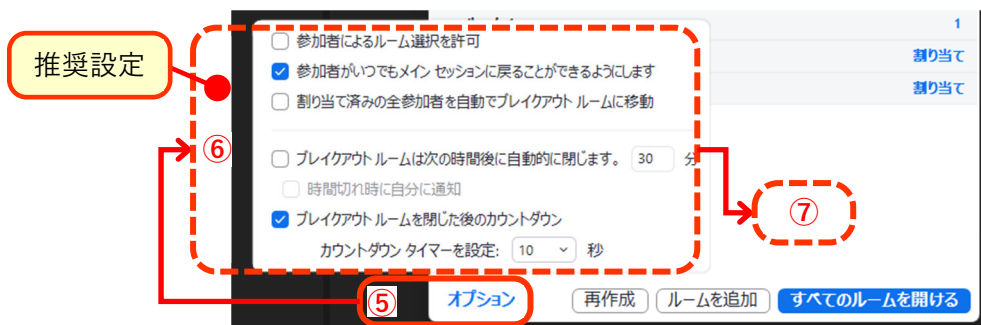 1
参加者によるルーム選択を許可
推奨設定
割り当て
参加者がいつでもメイン セッションに戻ることができるようにします
割り当て済みの全参加者を自動でブレイクアウト ルームに移動
割り当て
⑥
ブレイクアウト ルームは次の時間後に自動的に閉じます。 30 分
時間切れ時に自分に通知
⑦
ブレイクアウト ルームを閉じた後のカウントダウン
カウントダウン タイマーを設定: 10 秒
⑤ オプション 再作成 ルームを追加 すべてのルームを開ける